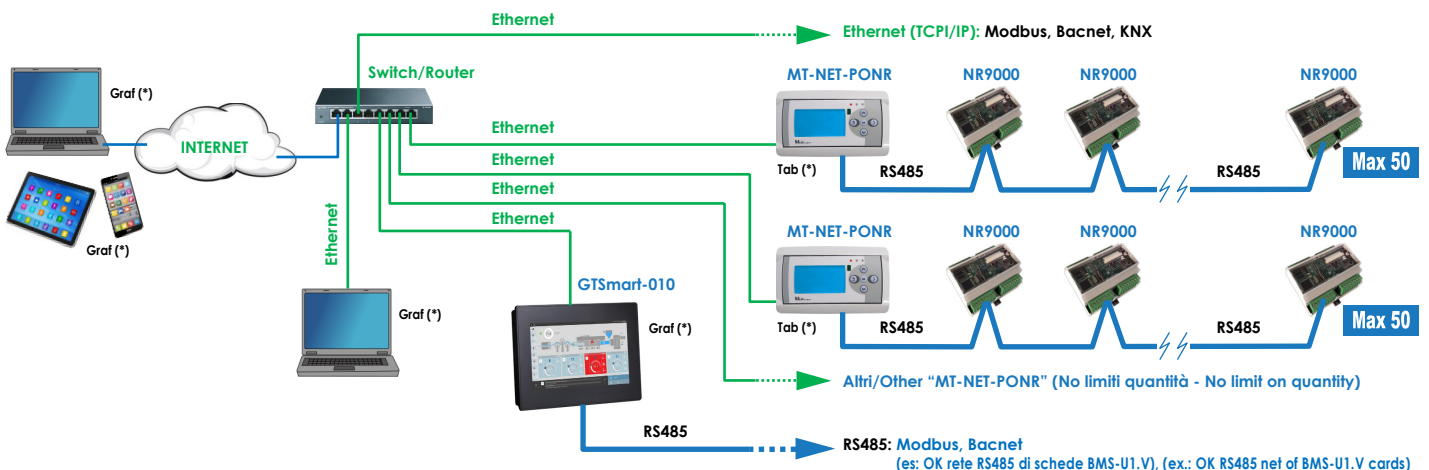 Ethernet
Ethernet (TCPI/IP): Modbus, Bacnet, KNX
Switch/Router
MT-NET-PONR
NR9000
NR9000
NR9000
Graf (*)
INTERNET
Ethernet
Ethernet
Ethernet
Ethernet
Tab (*)
RS485
RS485
Max 50
Graf (*)
Ethernet
MT-NET-PONR
NR9000
NR9000
NR9000
GTSmart-010
Graf (*)
Graf (*)
Tab (*)
RS485
RS485
Max 50
Altri/Other “MT-NET-PONR” (No limiti quantità - No limit on quantity)
RS485
RS485: Modbus, Bacnet
(es: OK rete RS485 di schede BMS-U1.V), (ex.: OK RS485 net of BMS-U1.V cards)